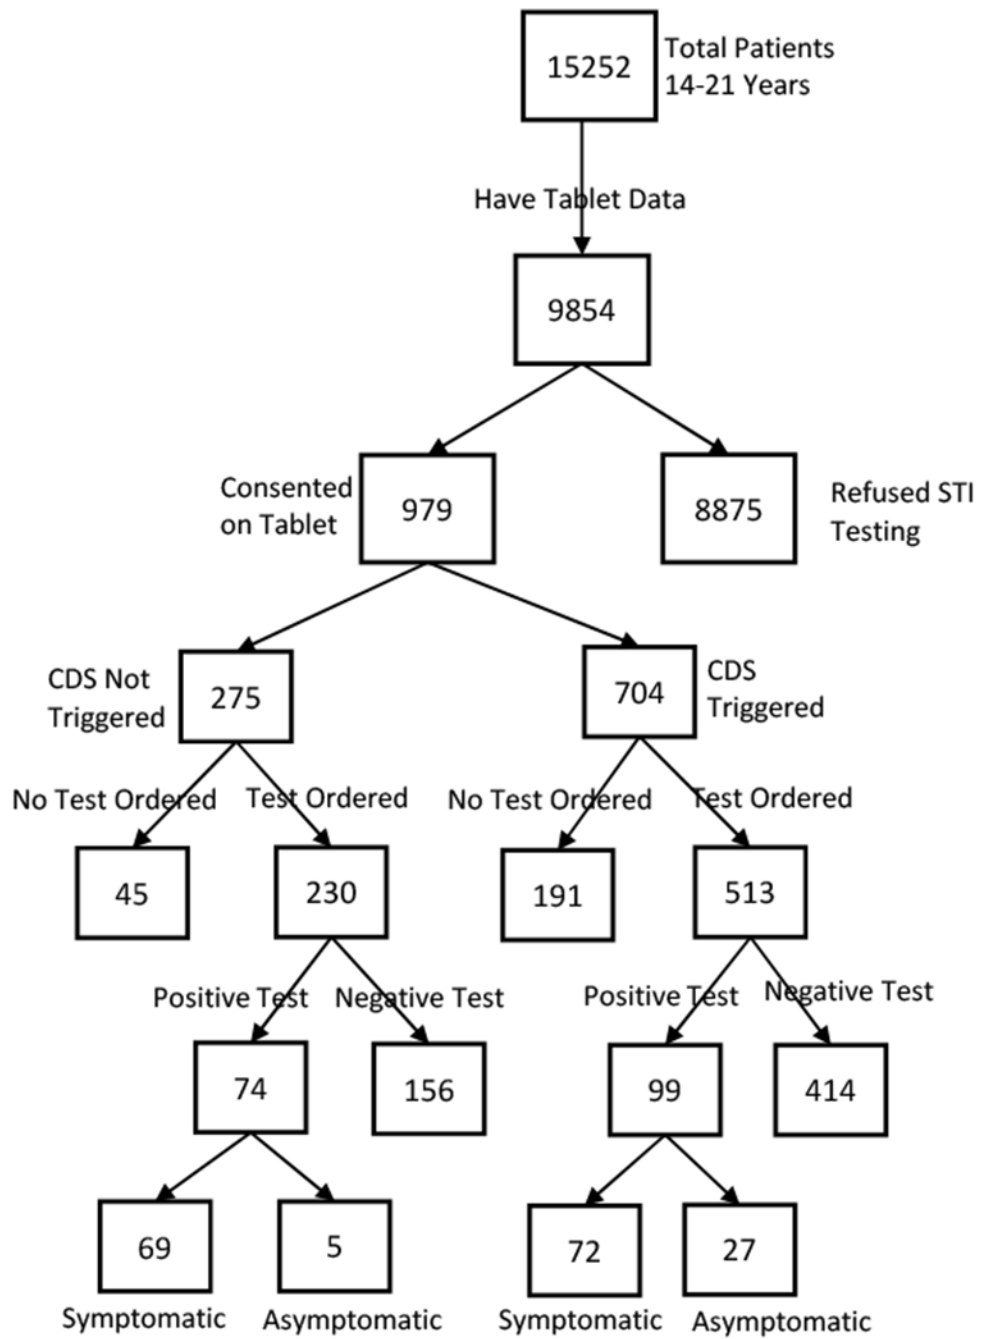 15252
Total Patients
14-21 Years
Have Tablet Data
9854
Consented
on Tablet
979
8875
Refused STI
Testing
CDS Not
Triggered
275
704
CDS
Triggered
No Test Ordered
Test Ordered
No Test Ordered
Test Ordered
45
230
191
513
Positive Test
Negative Test
Positive Test
Negative Test
74
156
99
414
69
5
72
27
Symptomatic
Asymptomatic
Symptomatic
Asymptomatic